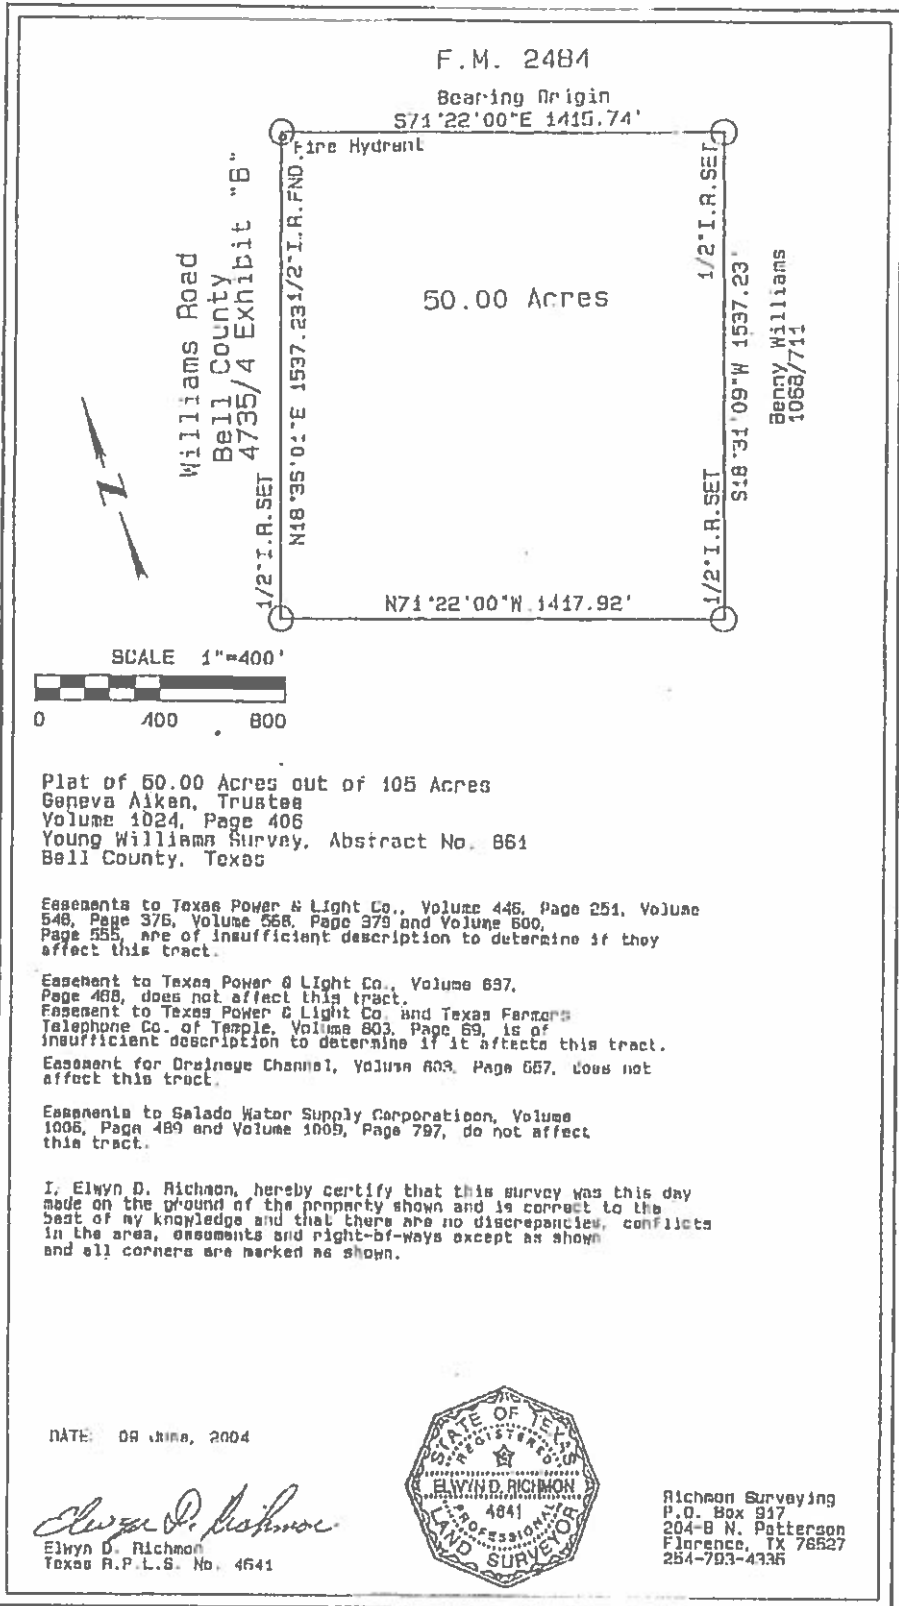 F.M. 2484
Bearing Origin
S71°22'00"E 1415.74'
Fire Hydrant
1/2"I.R.FND.
N18°35'01"E 1537.23
1/2"I.R.SET
Williams Road
Bell County
4735/4 Exhibit "B"
50.00 Acres
1/2"I.R.SET
S18°31'09"W 1537.23'
1/2"I.R.SET
Benny Williams
1068/711
N71°22'00"W 1417.92'
N
SCALE 1"=400'
0 400 800
Plat of 50.00 Acres out of 105 Acres
Geneva Aiken, Trustee
Volume 1024, Page 406
Young Williams Survey, Abstract No. 861
Bell County, Texas
Easements to Texas Power & Light Co., Volume 446, Page 251, Volume
548, Page 376, Volume 568, Page 379 and Volume 600,
Page 555, are of insufficient description to determine if they
affect this tract.
Easement to Texas Power & LIght Co., Volume 697,
Page 488, does not affect this tract.
Easement to Texas Power & Light Co. and Texas Farmers
Telephone Co. of Temple, Volume 803, Page 69, is of
insufficient description to determine if it affects this tract.
Easement for Drainage Channel, Volume 803, Page 657, does not
affect this tract.
Easements to Salado Water Supply Corporatioon, Volume
1006, Page 489 and Volume 1009, Page 797, do not affect
this tract.
I, Elwyn D. Richmon, hereby certify that this survey was this day
made on the ground of the property shown and is correct to the
best of my knowledge and that there are no discrepancies, conflicts
in the area, easments and right-of-ways except as shown
and all corners are marked as shown.
DATE: 09 June, 2004
Elwyn D. Richmon
Elwyn D. Richmon
Texas R.P.L.S. No. 4641
STATE OF TEXAS
REGISTERED
ELWYN D. RICHMON
4641
PROFESSIONAL
LAND SURVEYOR
Richmon Surveying
P.O. Box 917
204-B N. Patterson
Florence, TX 76527
254-793-4336